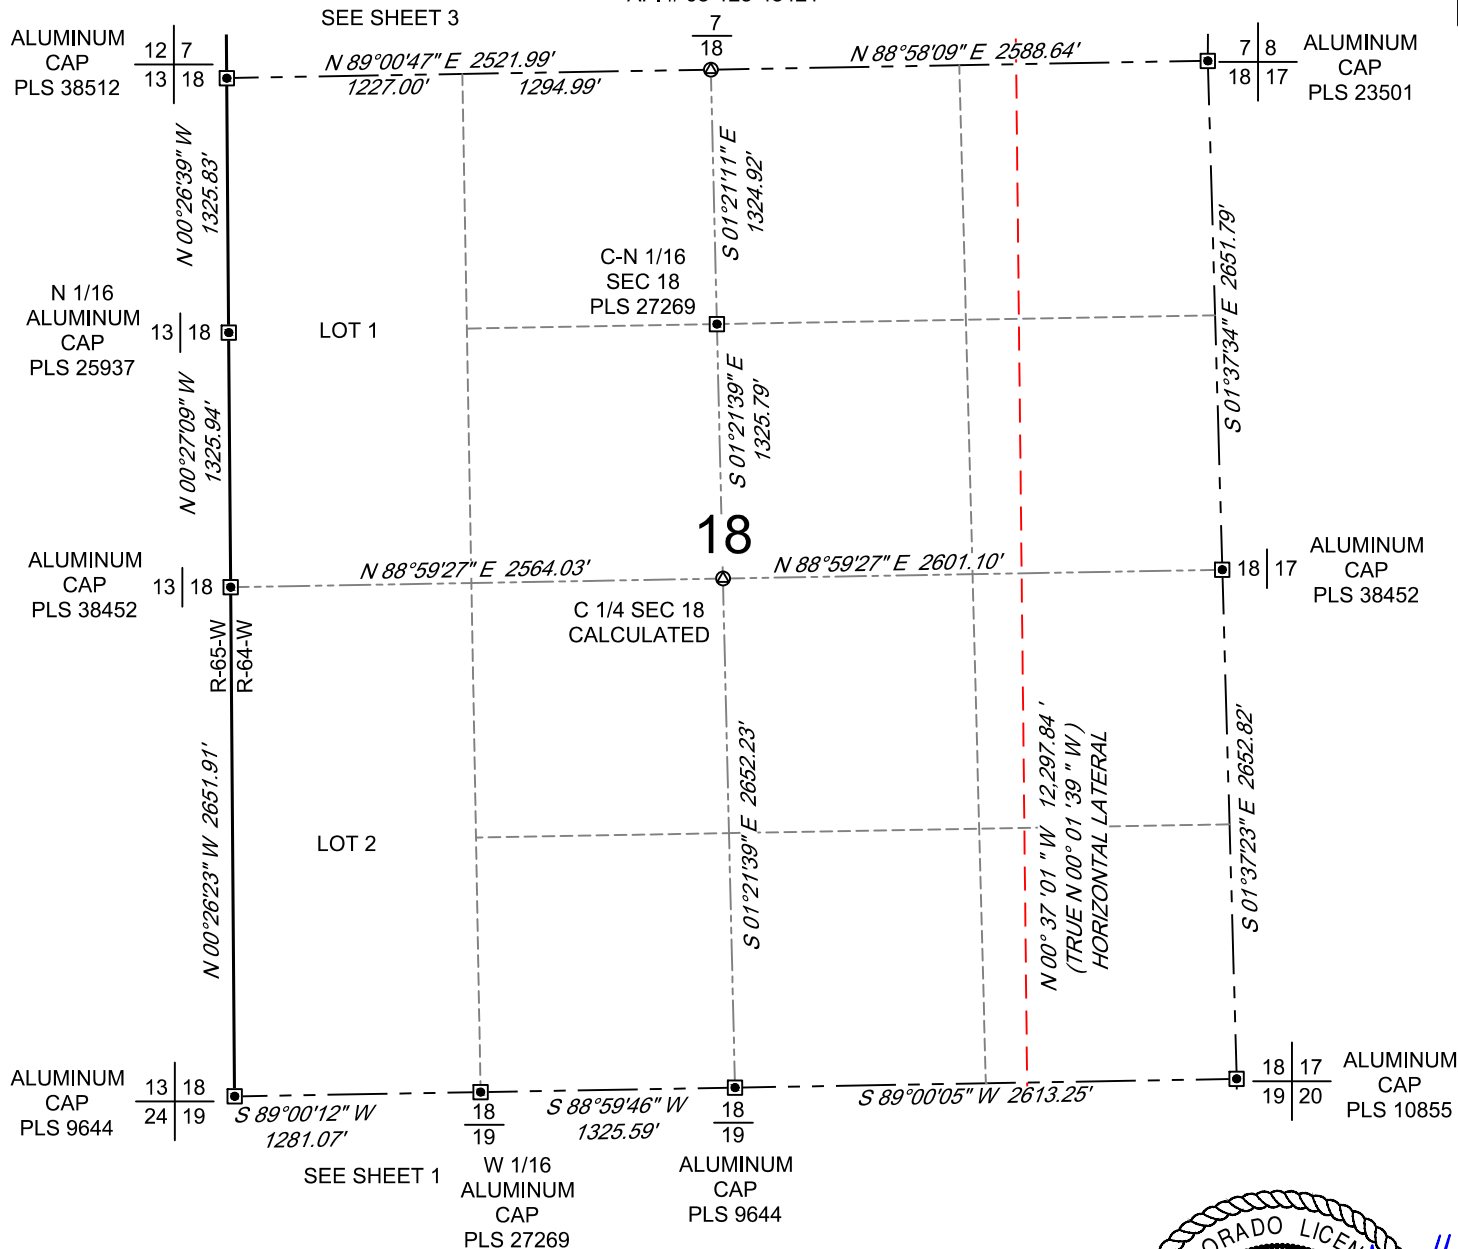 SEE SHEET 3
ALUMINUM
CAP
PLS 38512
12 7
13 18
N 89°00'47" E 2521.99'
1227.00' 1294.99'
7
18
N 88°58'09" E 2588.64'
7 8
18 17
ALUMINUM
CAP
PLS 23501
N 00°26'39" W
1325.83'
S 01°21'11" E
1324.92'
S 01°37'34" E 2651.79'
C-N 1/16
SEC 18
PLS 27269
N 1/16
ALUMINUM
CAP
PLS 25937
13 18
LOT 1
N 00°27'09" W
1325.94'
S 01°21'39" E
1325.79'
18
ALUMINUM
CAP
PLS 38452
13 18
N 88°59'27" E 2564.03'
N 88°59'27" E 2601.10'
18 17
ALUMINUM
CAP
PLS 38452
C 1/4 SEC 18
CALCULATED
R-65-W
R-64-W
N 00°26'23" W 2651.91'
LOT 2
S 01°21'39" E 2652.23'
N 00° 37 '01 " W 12,297.84 '
(TRUE N 00° 01 '39 " W )
HORIZONTAL LATERAL
S 01°37'23" E 2652.82'
ALUMINUM
CAP
PLS 9644
13 18
24 19
S 89°00'12" W
1281.07'
18
19
S 88°59'46" W
1325.59'
18
19
S 89°00'05" W 2613.25'
18 17
19 20
ALUMINUM
CAP
PLS 10855
SEE SHEET 1
W 1/16
ALUMINUM
CAP
PLS 27269
ALUMINUM
CAP
PLS 9644